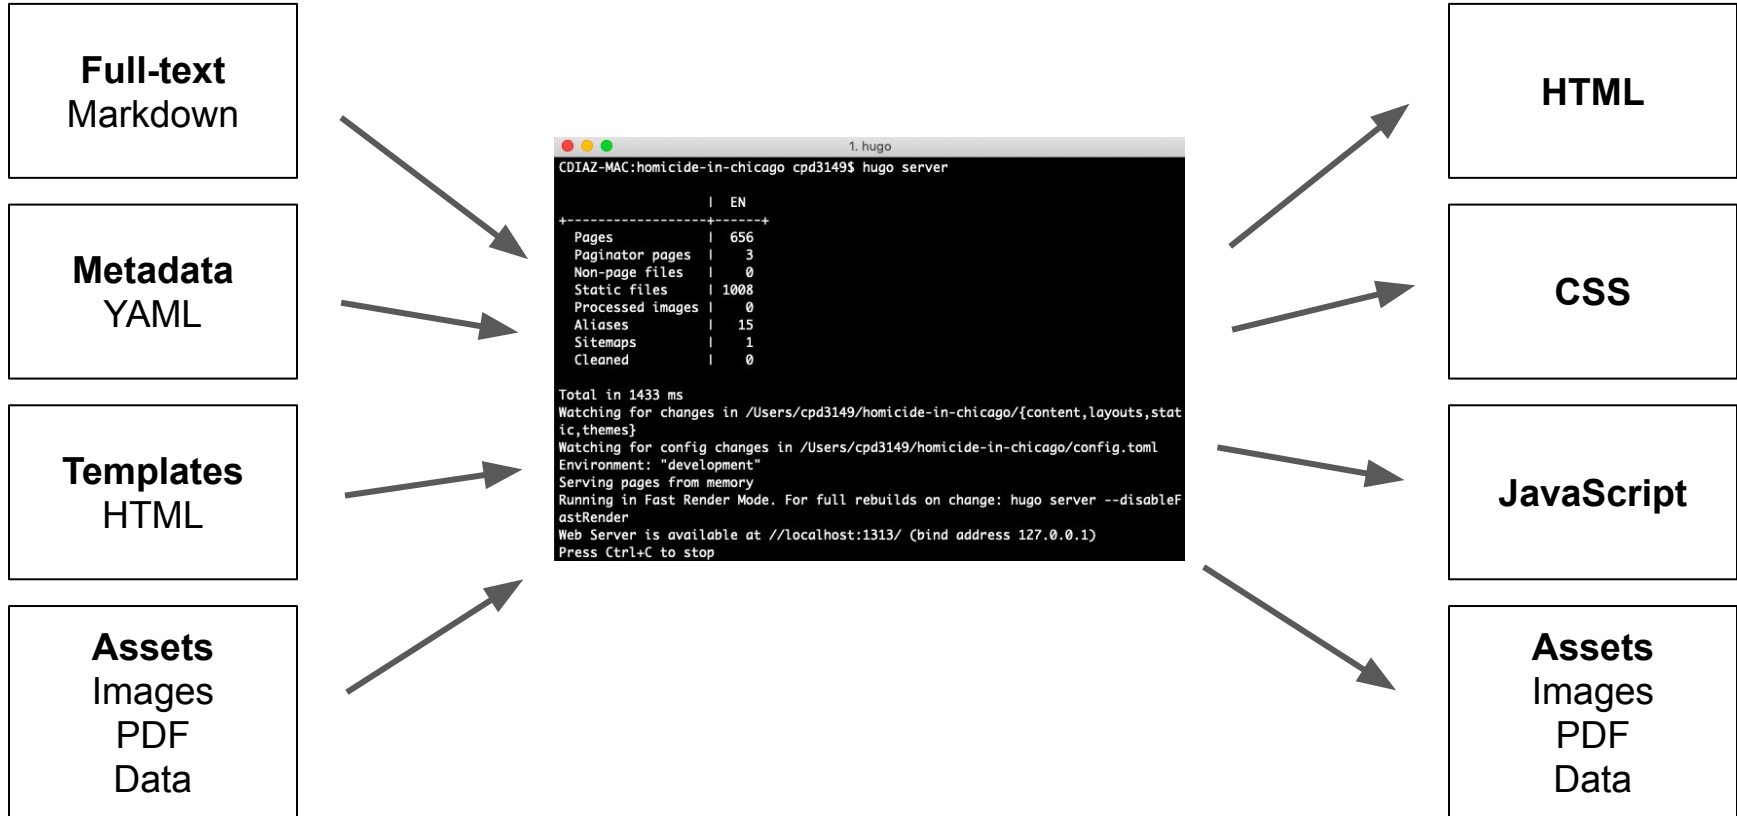 Full-text
Markdown
Metadata
YAML
Templates
HTML
Assets
Images
PDF
Data
1. hugo
CDIAZ-MAC:homicide-in-chicago cpd3149$ hugo server
                   |  EN
+------------------+------+
  Pages            |  656
  Paginator pages  |    3
  Non-page files   |    0
  Static files     | 1008
  Processed images |    0
  Aliases          |   15
  Sitemaps         |    1
  Cleaned          |    0
Total in 1433 ms
Watching for changes in /Users/cpd3149/homicide-in-chicago/{content,layouts,stat
ic,themes}
Watching for config changes in /Users/cpd3149/homicide-in-chicago/config.toml
Environment: "development"
Serving pages from memory
Running in Fast Render Mode. For full rebuilds on change: hugo server --disableF
astRender
Web Server is available at //localhost:1313/ (bind address 127.0.0.1)
Press Ctrl+C to stop
HTML
CSS
JavaScript
Assets
Images
PDF
Data